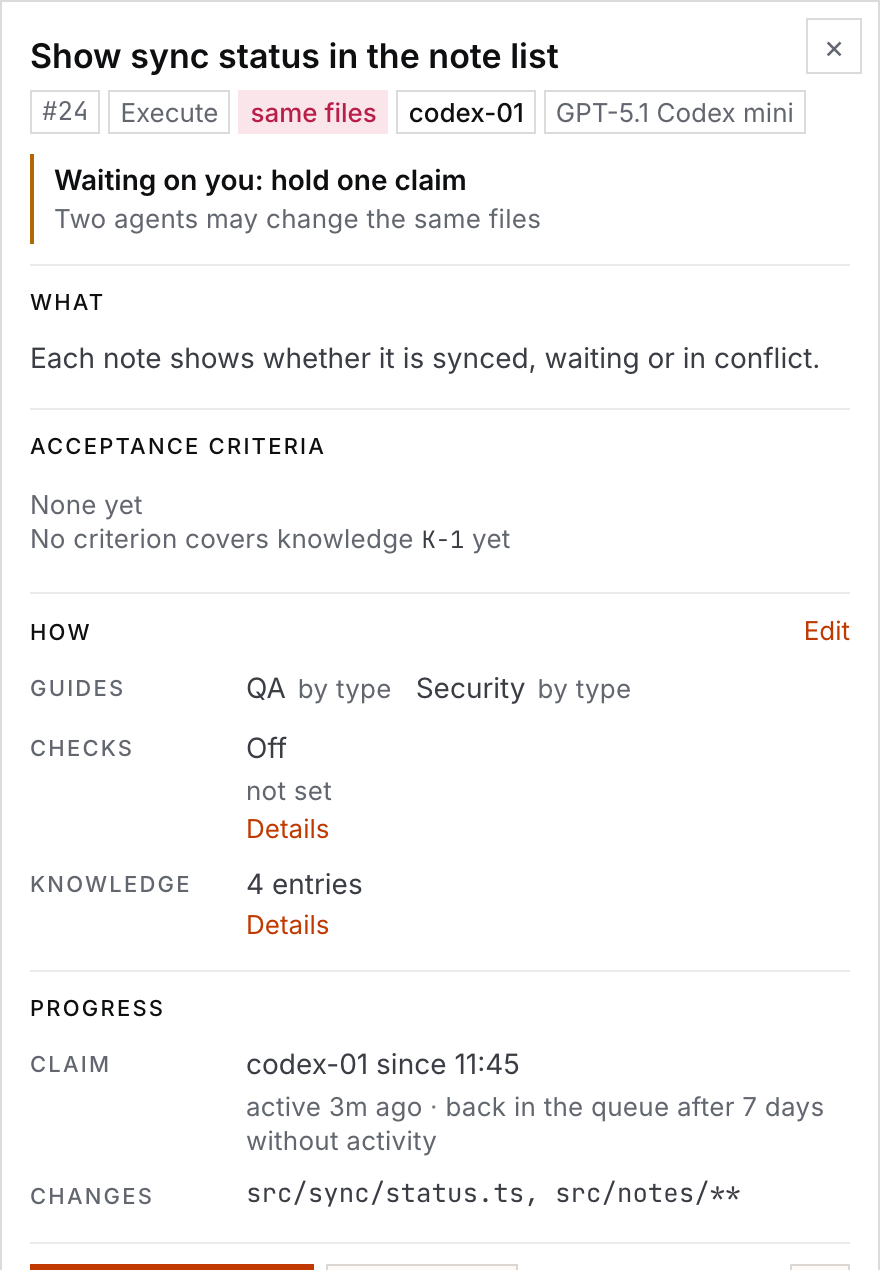 Show sync status in the note list
×
#24 Execute same files codex-01 GPT-5.1 Codex mini
Waiting on you: hold one claim
Two agents may change the same files
WHAT
Each note shows whether it is synced, waiting or in conflict.
ACCEPTANCE CRITERIA
None yet
No criterion covers knowledge K-1 yet
HOW Edit
GUIDES QA by type Security by type
CHECKS Off
not set
Details
KNOWLEDGE 4 entries
Details
PROGRESS
CLAIM codex-01 since 11:45
active 3m ago · back in the queue after 7 days
without activity
CHANGES src/sync/status.ts, src/notes/**